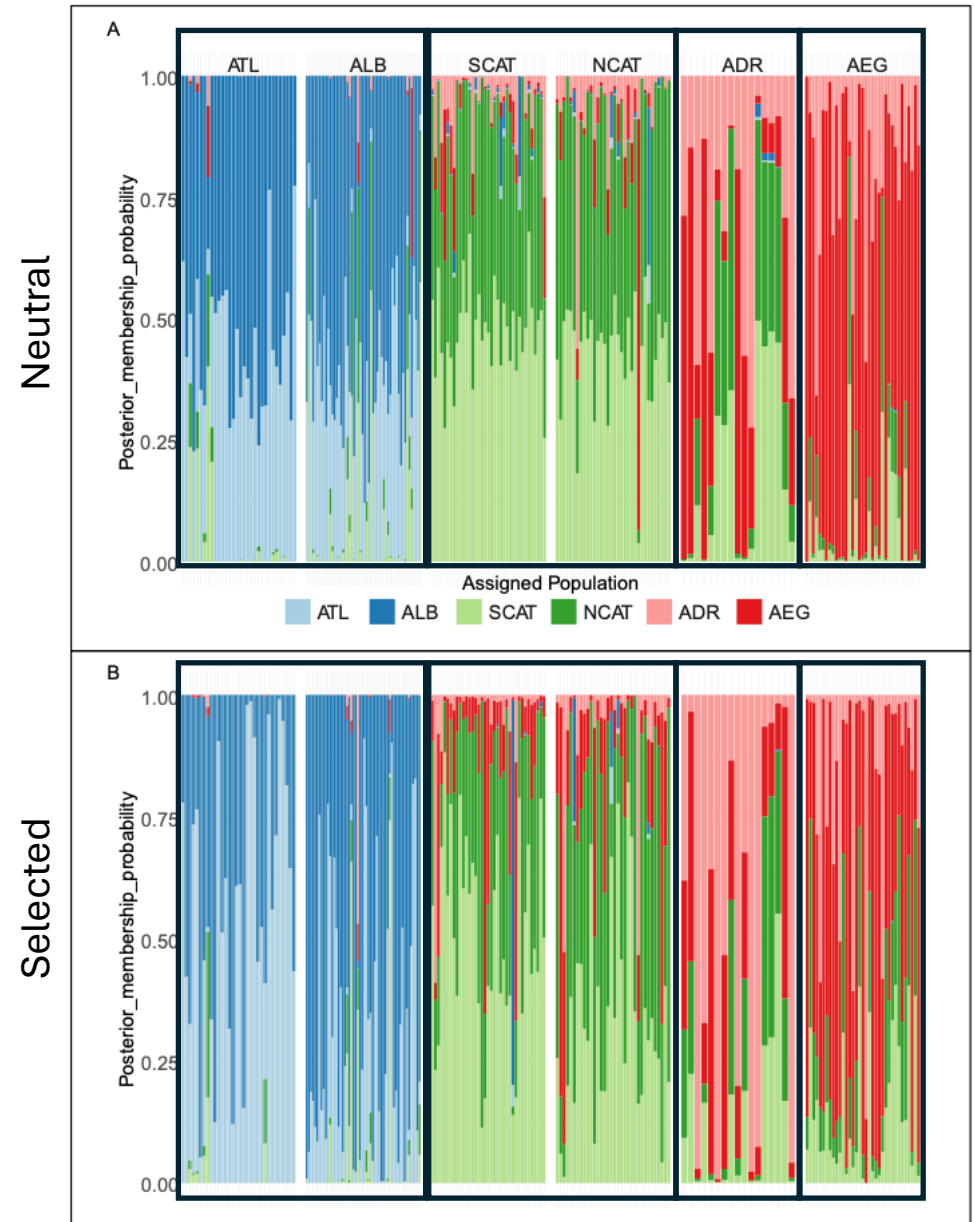 A
ATL ALB SCAT NCAT ADR AEG
Neutral
Posterior_membership_probability
1.00
0.75
0.50
0.25
0.00
Assigned Population
ATL ALB SCAT NCAT ADR AEG
B
Selected
Posterior_membership_probability
1.00
0.75
0.50
0.25
0.00